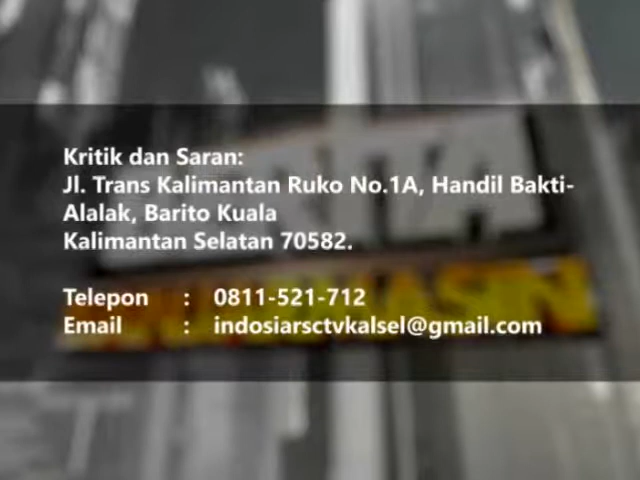 Kritik dan Saran:
Jl. Trans Kalimantan Ruko No.1A, Handil Bakti-
Alalak, Barito Kuala
Kalimantan Selatan 70582.
Telepon : 0811-521-712
Email : indosiarsctvkalsel@gmail.com